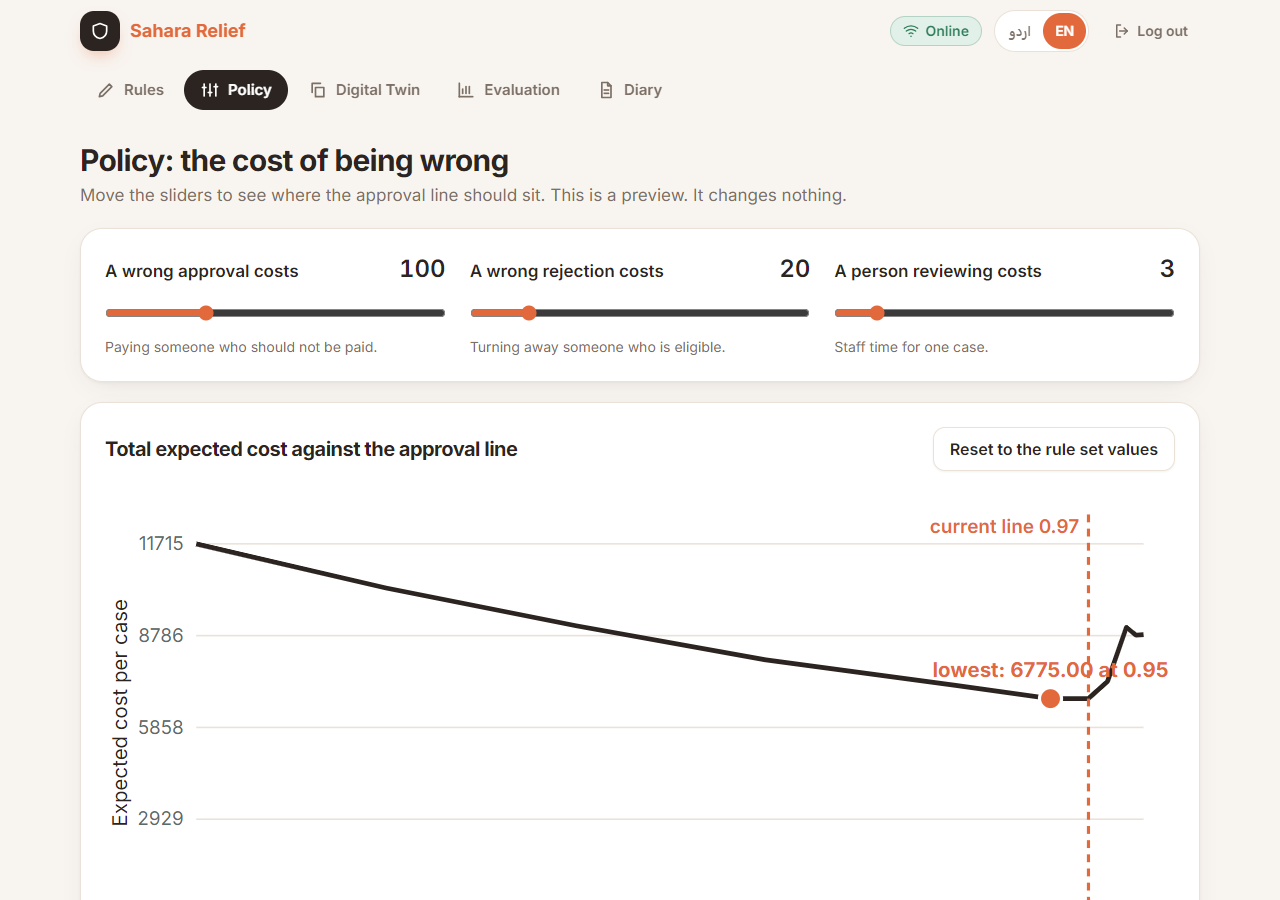 Sahara Relief
Online
اردو
EN
Log out
Rules
Policy
Digital Twin
Evaluation
Diary
Policy: the cost of being wrong
Move the sliders to see where the approval line should sit. This is a preview. It changes nothing.
A wrong approval costs 100
Paying someone who should not be paid.
A wrong rejection costs 20
Turning away someone who is eligible.
A person reviewing costs 3
Staff time for one case.
Total expected cost against the approval line
Reset to the rule set values
current line 0.97
11715
8786
lowest: 6775.00 at 0.95
5858
2929
Expected cost per case